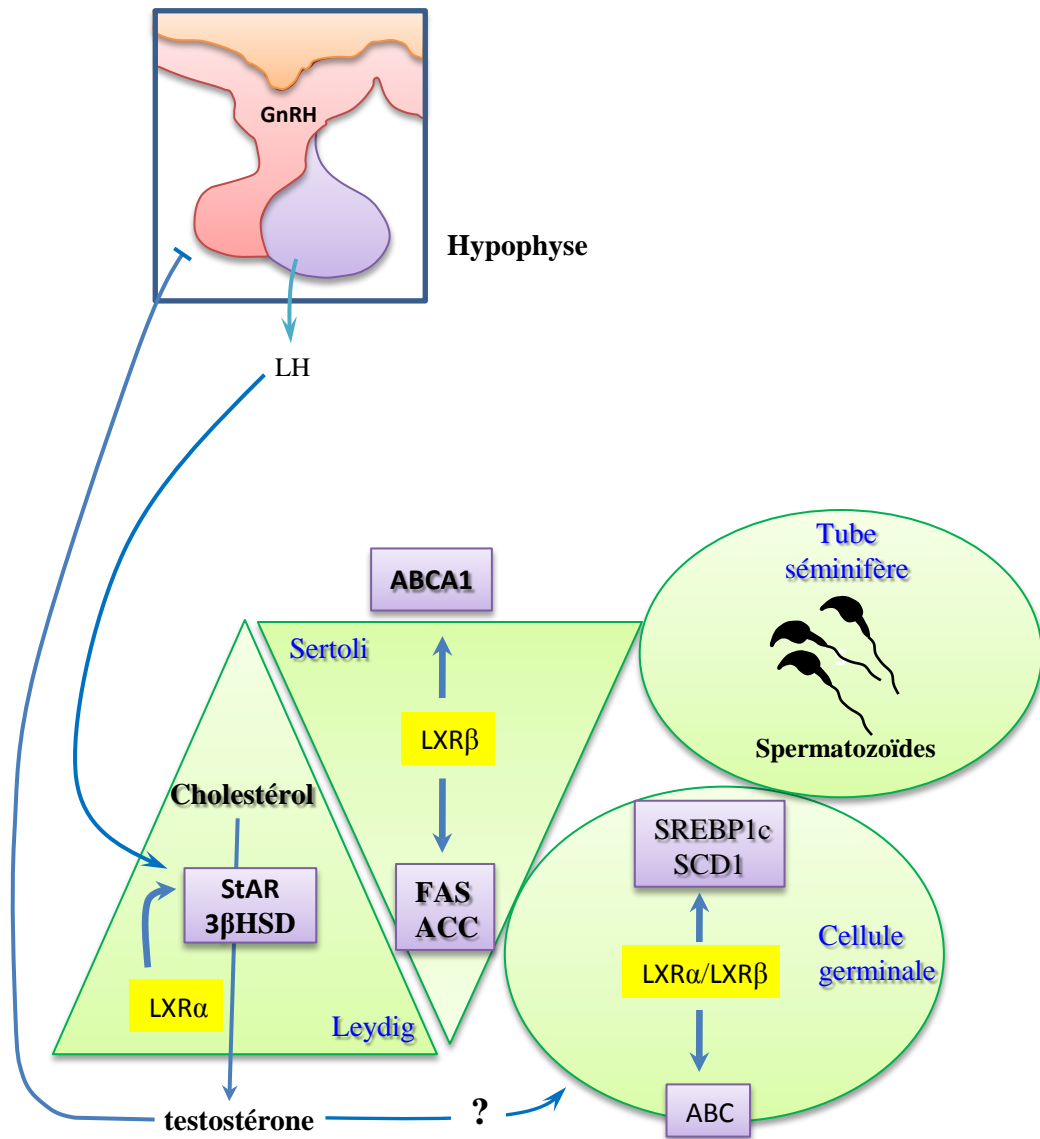 GnRH
Hypophyse
LH
Tube
séminifère
ABCA1
Sertoli
LXRβ
Spermatozoïdes
Cholestérol
SREBP1c
SCD1
StAR
3βHSD
FAS
ACC
Cellule
germinale
LXRα/LXRβ
LXRα
Leydig
testostérone
?
ABC